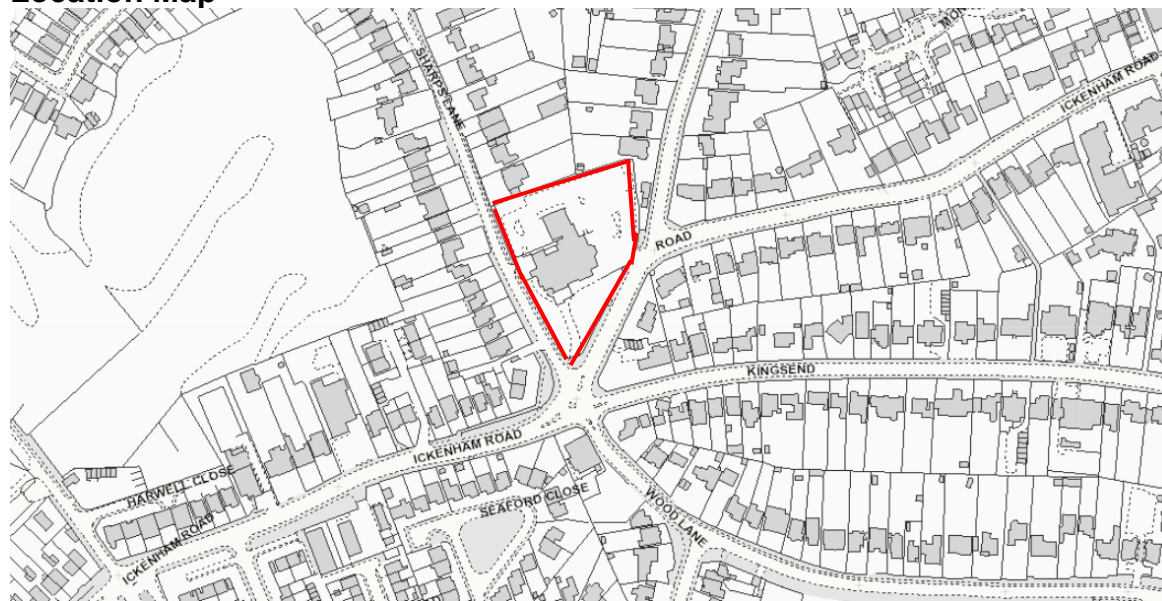 Location Map
SHARPS LANE
ICKENHAM ROAD
ROAD
KINGSEND
ICKENHAM ROAD
HARWELL CLOSE
SEAFORD CLOSE
WOOD LANE
ICKENHAM ROAD